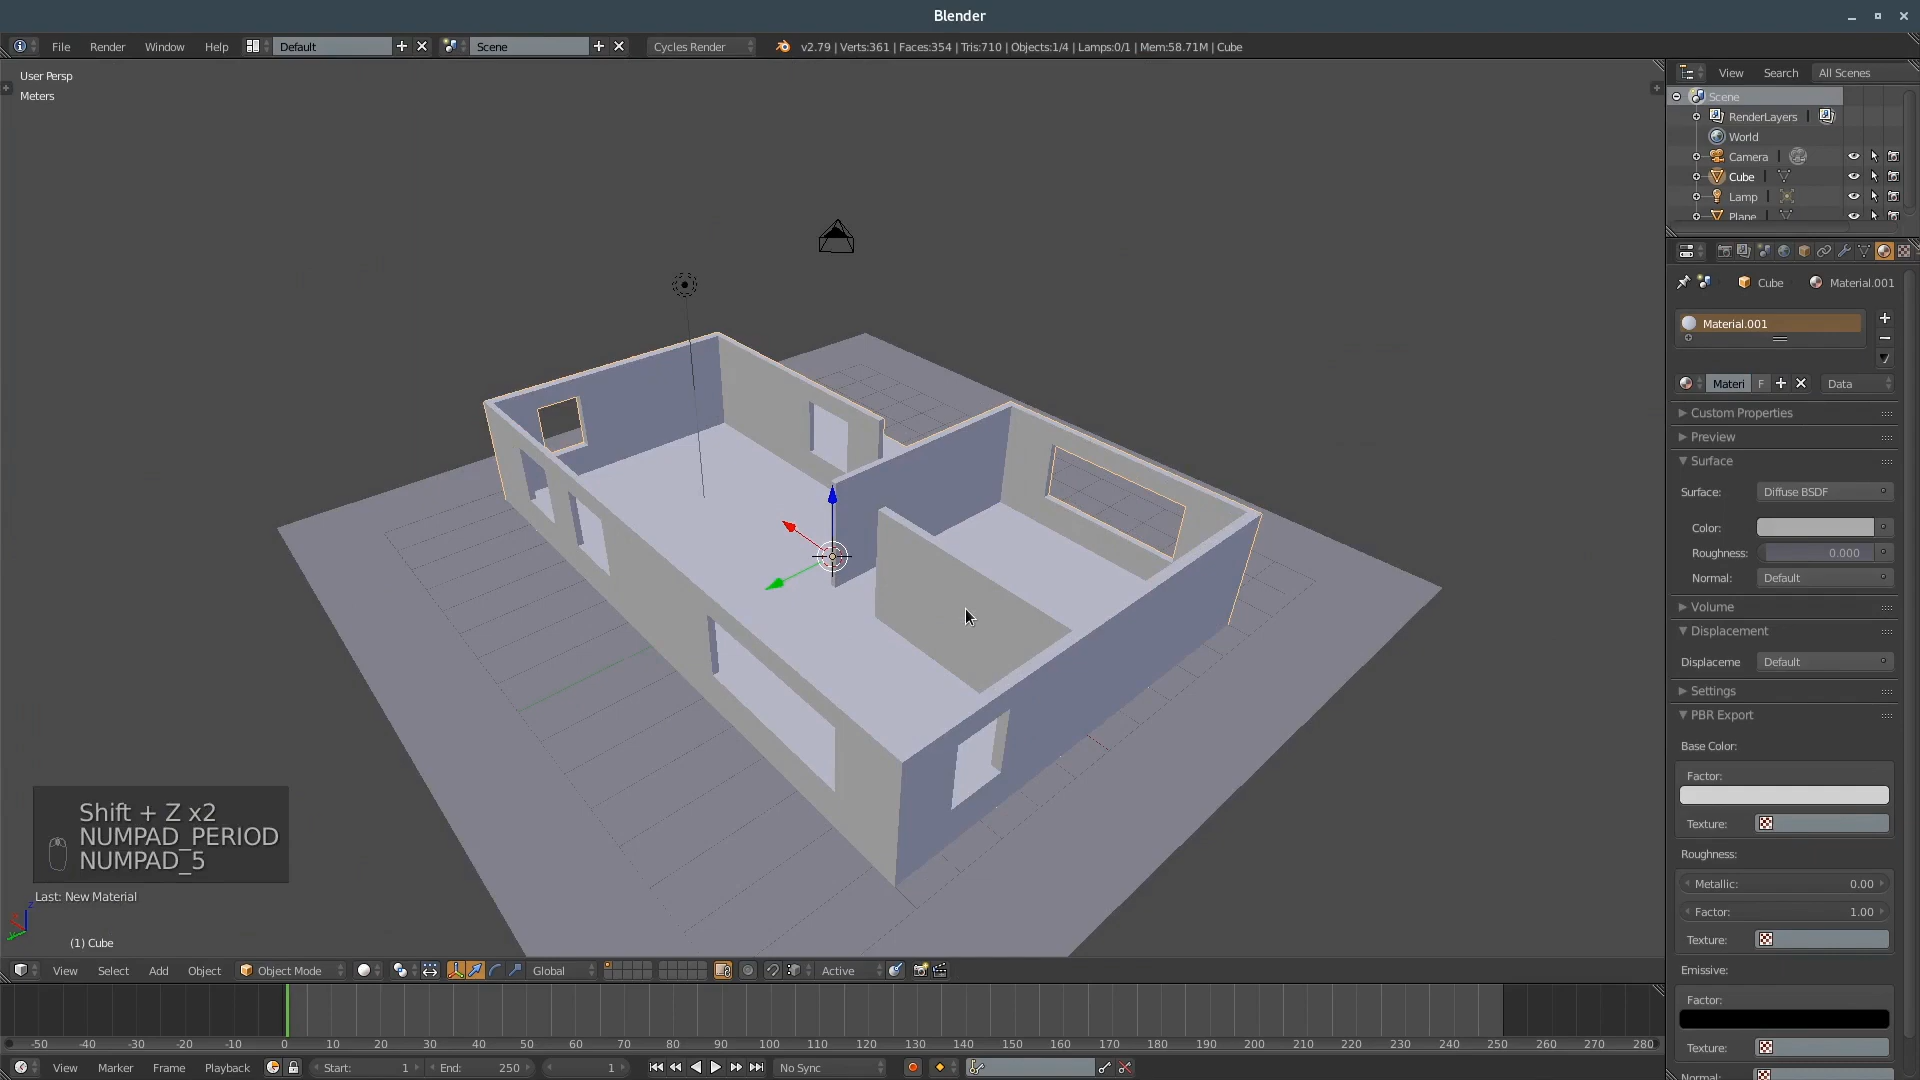 Blender
File Render Window Help Default Scene Cycles Render v2.79 | Verts:361 | Faces:354 | Tris:710 | Objects:1/4 | Lamps:0/1 | Mem:58.71M | Cube
User Persp
Meters
View Search All Scenes
Scene
RenderLayers
World
Camera
Cube
Lamp
Plane
Cube Material.001
Material.001
Materi F Data
Custom Properties
Preview
Surface
Surface: Diffuse BSDF
Color:
Roughness: 0.000
Normal: Default
Volume
Displacement
Displaceme Default
Settings
PBR Export
Base Color:
Factor:
Texture:
Roughness:
Metallic: 0.00
Factor: 1.00
Texture:
Emissive:
Factor:
Texture:
Normal:
Shift + Z x2
NUMPAD_PERIOD
NUMPAD_5
Last: New Material
(1) Cube
View Select Add Object Object Mode Global Active
-50 -40 -30 -20 -10 0 10 20 30 40 50 60 70 80 90 100 110 120 130 140 150 160 170 180 190 200 210 220 230 240 250 260 270 280
View Marker Frame Playback Start: 1 End: 250 1 No Sync